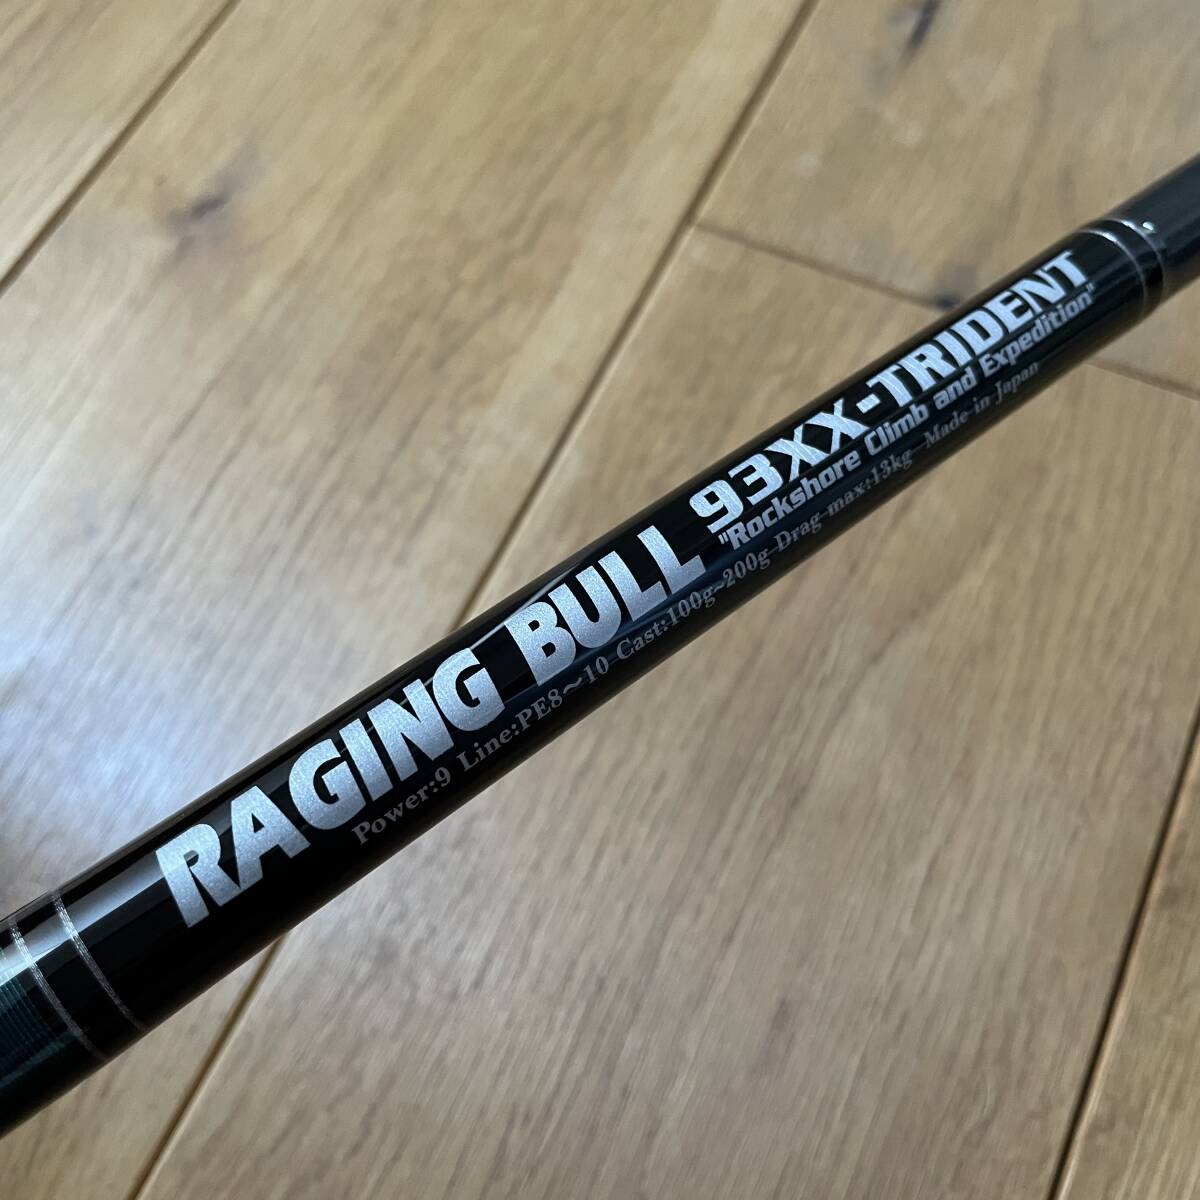 RAGING BULL 93XX-TRIDENT
"Rockshore Climb and Expedition"
Power:9 Line:PE8～10 Cast:100g~200g Drag max:13kg Made in Japan